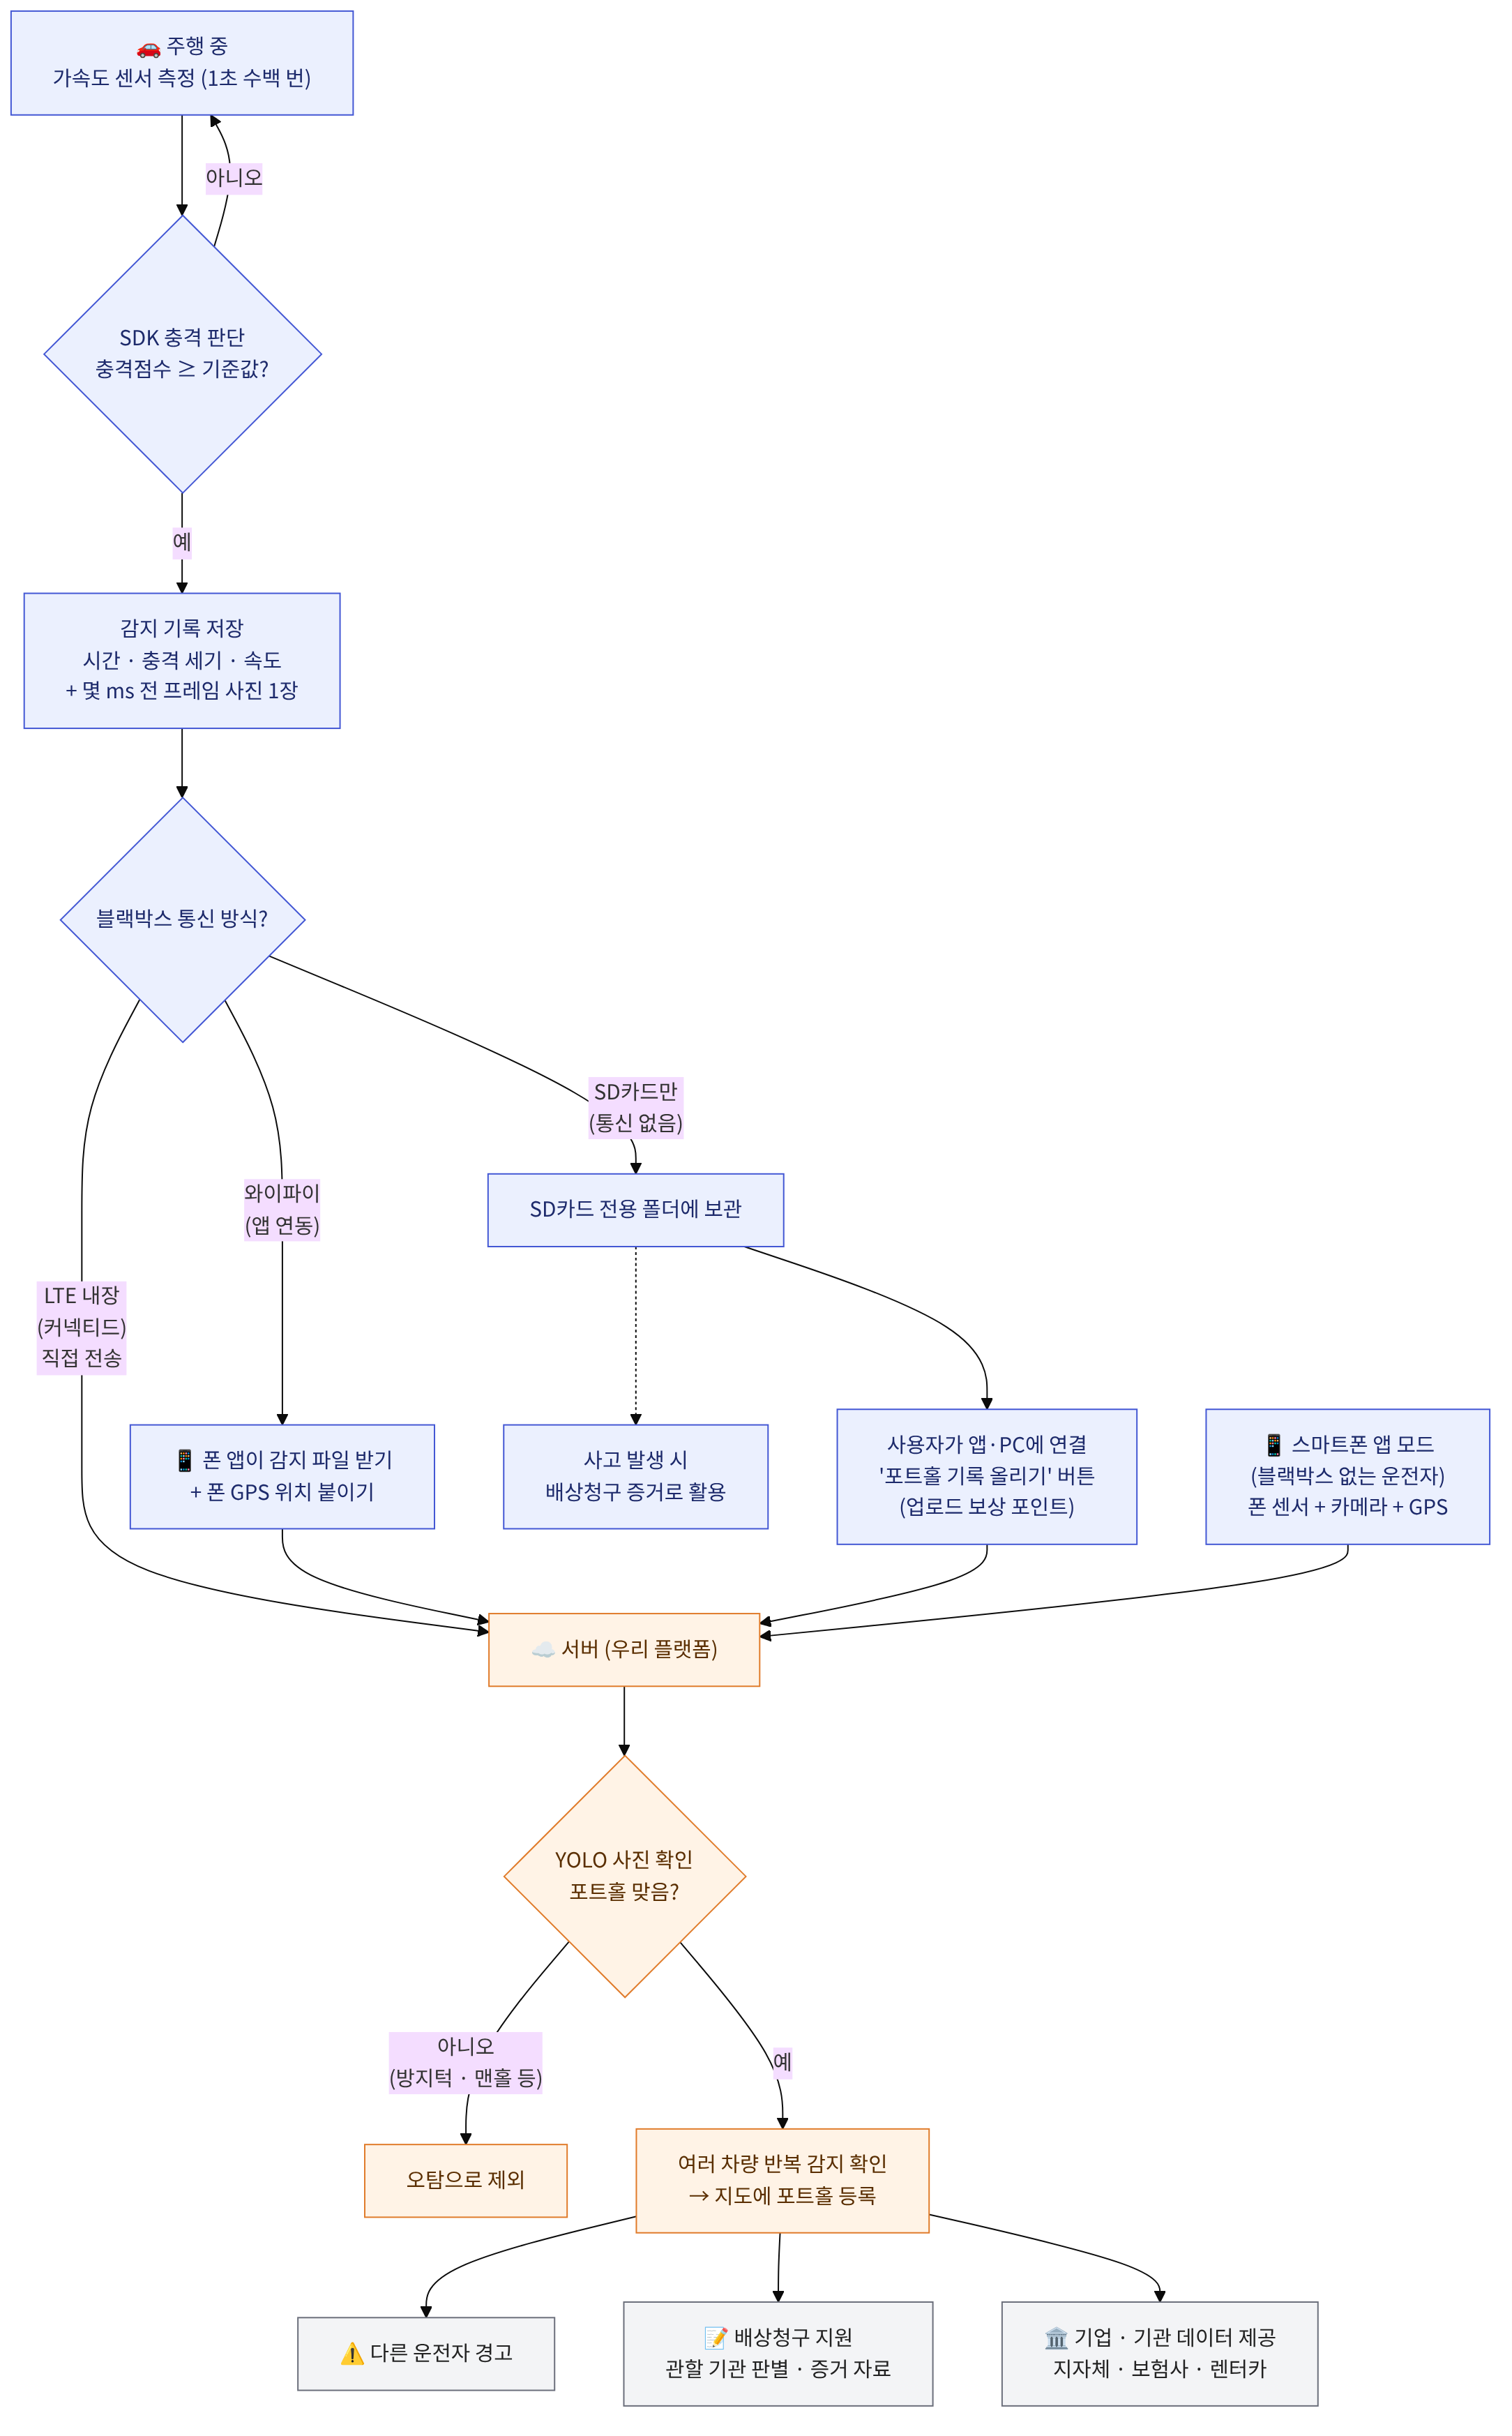 🚗 주행 중
가속도 센서 측정 (1초 수백 번)
아니오
SDK 충격 판단
충격점수 ≥ 기준값?
예
감지 기록 저장
시간 · 충격 세기 · 속도
+ 몇 ms 전 프레임 사진 1장
블랙박스 통신 방식?
SD카드만
(통신 없음)
와이파이
(앱 연동)
SD카드 전용 폴더에 보관
LTE 내장
(커넥티드)
직접 전송
📱 폰 앱이 감지 파일 받기
+ 폰 GPS 위치 붙이기
사고 발생 시
배상청구 증거로 활용
사용자가 앱·PC에 연결
'포트홀 기록 올리기' 버튼
(업로드 보상 포인트)
📱 스마트폰 앱 모드
(블랙박스 없는 운전자)
폰 센서 + 카메라 + GPS
☁️ 서버 (우리 플랫폼)
YOLO 사진 확인
포트홀 맞음?
아니오
(방지턱 · 맨홀 등)
예
오탐으로 제외
여러 차량 반복 감지 확인
→ 지도에 포트홀 등록
⚠️ 다른 운전자 경고
📝 배상청구 지원
관할 기관 판별 · 증거 자료
🏛️ 기업 · 기관 데이터 제공
지자체 · 보험사 · 렌터카